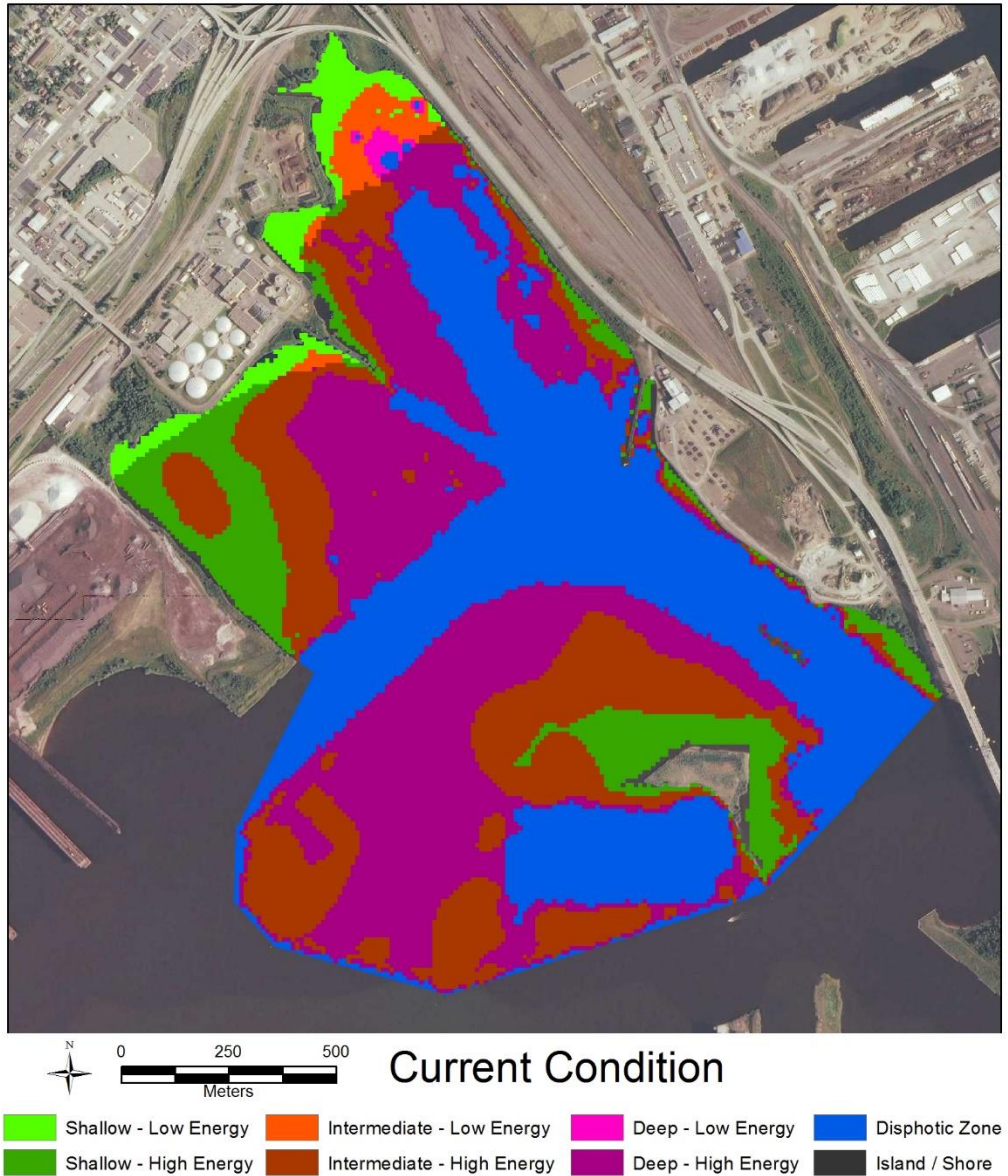 N
0 250 500
Meters
Current Condition
Shallow - Low Energy Intermediate - Low Energy Deep - Low Energy Disphotic Zone
Shallow - High Energy Intermediate - High Energy Deep - High Energy Island / Shore